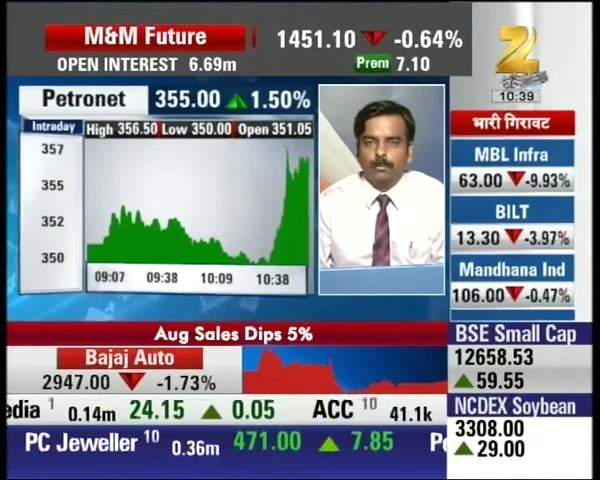 M&M Future
1451.10 -0.64%
OPEN INTEREST 6.69m
Prem 7.10
10:39
Petronet 355.00 1.50%
Intraday High 356.50 Low 350.00 Open 351.05
357
355
352
350
09:07 09:38 10:09 10:38
भारी गिरावट
MBL Infra
63.00 -9.93%
BILT
13.30 -3.97%
Mandhana Ind
106.00 -0.47%
Aug Sales Dips 5%
Bajaj Auto
2947.00 -1.73%
BSE Small Cap
12658.53
59.55
edia 1 0.14m 24.15 0.05 ACC 10 41.1k
NCDEX Soybean
3308.00
29.00
PC Jeweller 10 0.36m 471.00 7.85